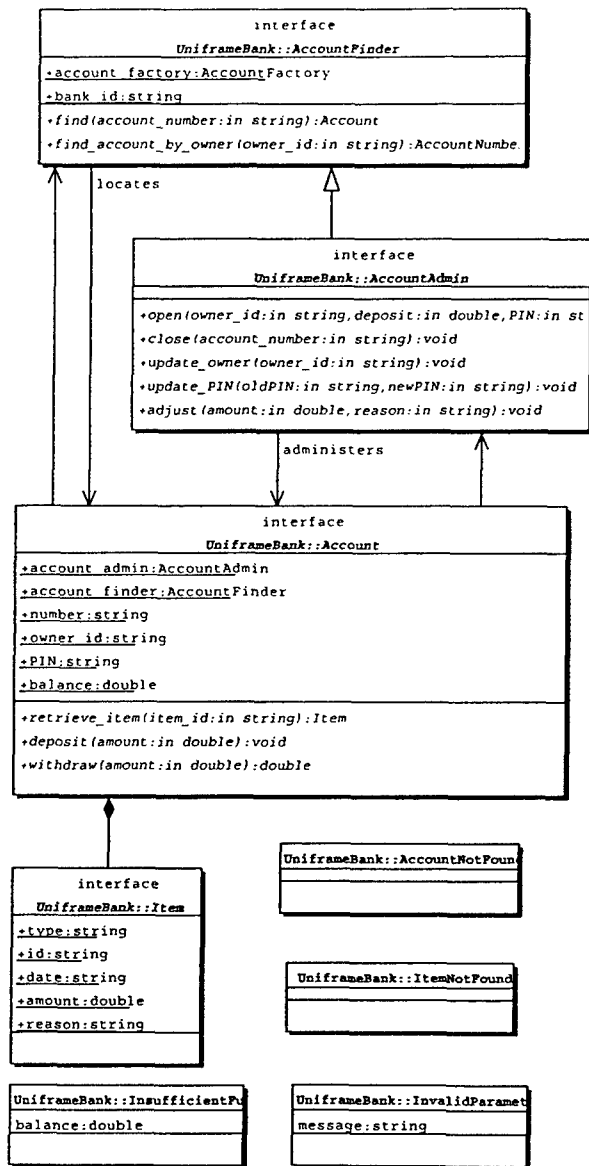 interface
UniframeBank::AccountFinder
+account_factory:AccountFactory
+bank_id:string
+find(account_number:in string):Account
+find_account_by_owner(owner_id:in string):AccountNumbe
locates
interface
UniframeBank::AccountAdmin
+open(owner_id:in string,deposit:in double,PIN:in st
+close(account_number:in string):void
+update_owner(owner_id:in string):void
+update_PIN(oldPIN:in string,newPIN:in string):void
+adjust(amount:in double,reason:in string):void
administers
interface
UniframeBank::Account
+account_admin:AccountAdmin
+account_finder:AccountFinder
+number:string
+owner_id:string
+PIN:string
+balance:double
+retrieve_item(item_id:in string):Item
+deposit(amount:in double):void
+withdraw(amount:in double):double
interface
UniframeBank::Item
+type:string
+id:string
+date:string
+amount:double
+reason:string
UniframeBank::AccountNotFound
UniframeBank::ItemNotFound
UniframeBank::InsufficientFu
balance:double
UniframeBank::InvalidParamet
message:string